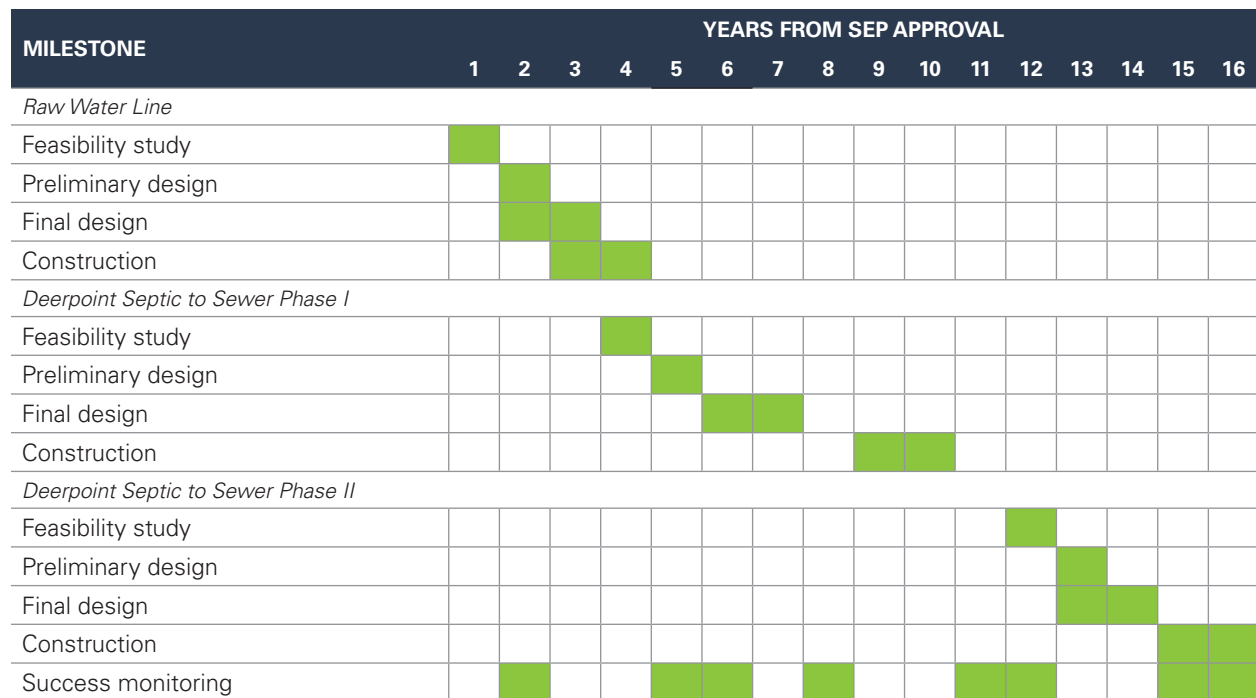 MILESTONE
YEARS FROM SEP APPROVAL
1 2 3 4 5 6 7 8 9 10 11 12 13 14 15 16
Raw Water Line
Feasibility study
Preliminary design
Final design
Construction
Deerpoint Septic to Sewer Phase I
Feasibility study
Preliminary design
Final design
Construction
Deerpoint Septic to Sewer Phase II
Feasibility study
Preliminary design
Final design
Construction
Success monitoring